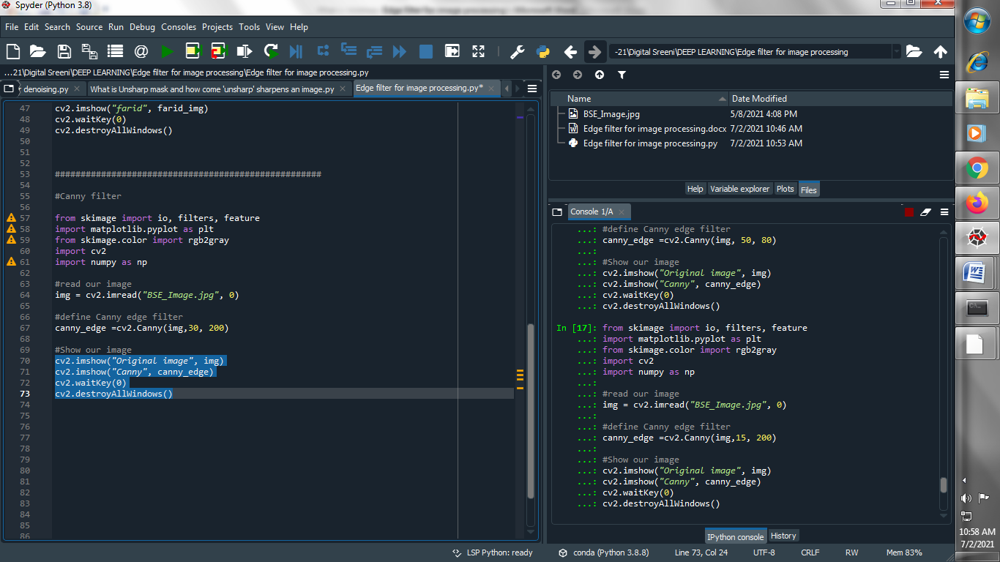 Spyder (Python 3.8)
File Edit Search Source Run Debug Consoles Projects Tools View Help
-21\Digital Sreeni\DEEP LEARNING\Edge filter for image processing
...21\Digital Sreeni\DEEP LEARNING\Edge filter for image processing\Edge filter for image processing.py
denoising.py What is Unsharp mask and how come 'unsharp' sharpens an image.py Edge filter for image processing.py*
47 cv2.imshow("farid", farid_img)
48 cv2.waitKey(0)
49 cv2.destroyAllWindows()
50
51
52
53 ####################################################
54
55 #Canny filter
56
57 from skimage import io, filters, feature
58 import matplotlib.pyplot as plt
59 from skimage.color import rgb2gray
60 import cv2
61 import numpy as np
62
63 #read our image
64 img = cv2.imread("BSE_Image.jpg", 0)
65
66 #define Canny edge filter
67 canny_edge =cv2.Canny(img,30, 200)
68
69 #Show our image
70 cv2.imshow("Original image", img)
71 cv2.imshow("Canny", canny_edge)
72 cv2.waitKey(0)
73 cv2.destroyAllWindows()
74
75
76
77
78
79
80
81
82
83
84
85
86
Name Date Modified
BSE_Image.jpg 5/8/2021 4:08 PM
Edge filter for image processing.docx 7/2/2021 10:46 AM
Edge filter for image processing.py 7/2/2021 10:53 AM
Help Variable explorer Plots Files
Console 1/A
...: #define Canny edge filter
...: canny_edge =cv2.Canny(img, 50, 80)
...:
...: #Show our image
...: cv2.imshow("Original image", img)
...: cv2.imshow("Canny", canny_edge)
...: cv2.waitKey(0)
...: cv2.destroyAllWindows()
In [17]: from skimage import io, filters, feature
...: import matplotlib.pyplot as plt
...: from skimage.color import rgb2gray
...: import cv2
...: import numpy as np
...:
...: #read our image
...: img = cv2.imread("BSE_Image.jpg", 0)
...:
...: #define Canny edge filter
...: canny_edge =cv2.Canny(img,15, 200)
...:
...: #Show our image
...: cv2.imshow("Original image", img)
...: cv2.imshow("Canny", canny_edge)
...: cv2.waitKey(0)
...: cv2.destroyAllWindows()
IPython console History
LSP Python: ready conda (Python 3.8.8) Line 73, Col 24 UTF-8 CRLF RW Mem 83%
10:58 AM
7/2/2021